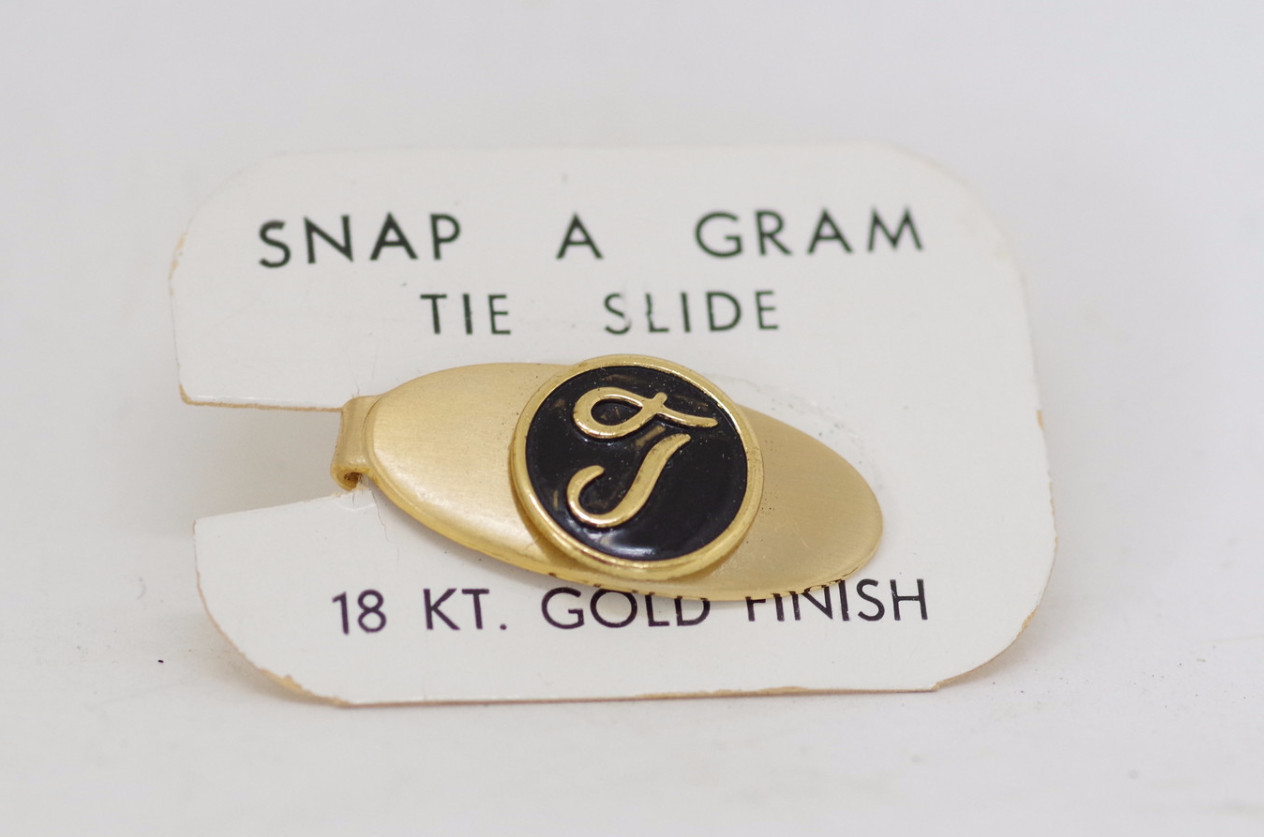 SNAP A GRAM
TIE SLIDE
18 KT. GOLD FINISH